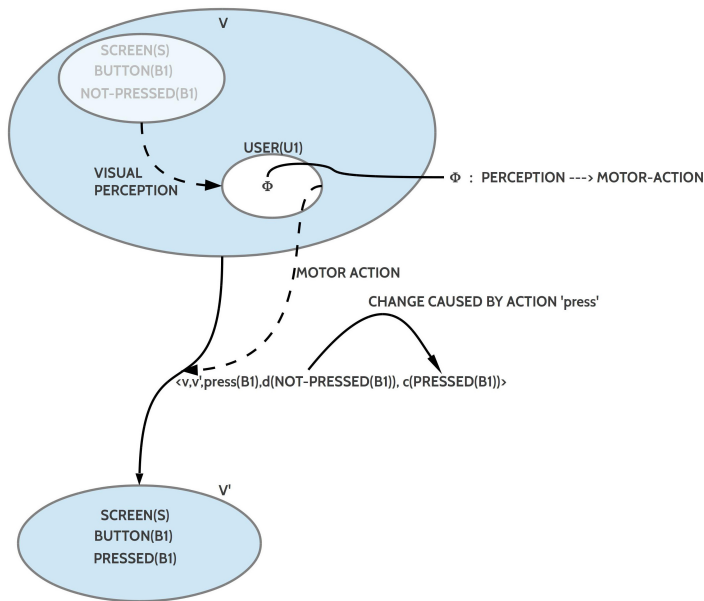 V
SCREEN(S)
BUTTON(B1)
NOT-PRESSED(B1)
USER(U1)
VISUAL
PERCEPTION
Φ
Φ : PERCEPTION ---> MOTOR-ACTION
MOTOR ACTION
CHANGE CAUSED BY ACTION 'press'
<v,v',press(B1),d(NOT-PRESSED(B1)), c(PRESSED(B1))>
V'
SCREEN(S)
BUTTON(B1)
PRESSED(B1)